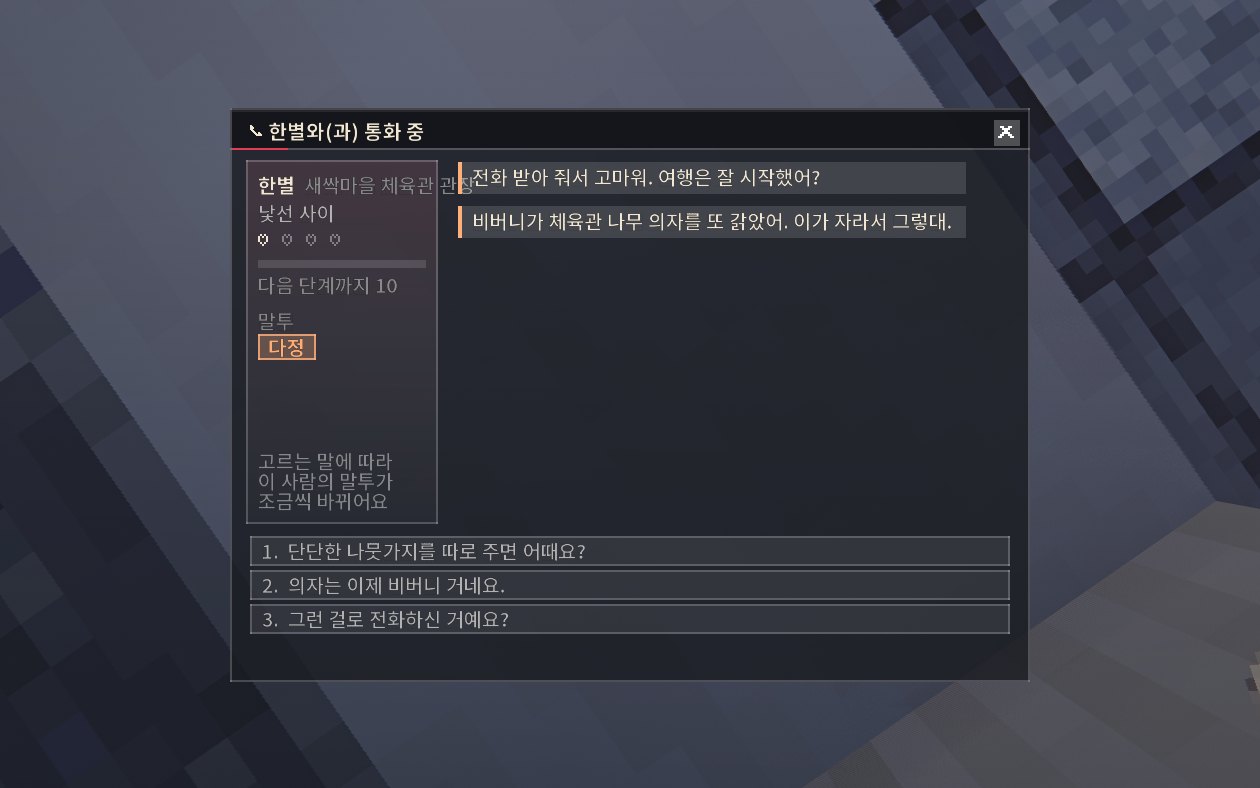 한별와(과) 통화 중
한별 새싹마을 체육관 관장
낯선 사이
다음 단계까지 10
말투
다정
고르는 말에 따라
이 사람의 말투가
조금씩 바뀌어요
전화 받아 줘서 고마워. 여행은 잘 시작했어?
비버니가 체육관 나무 의자를 또 갉았어. 이가 자라서 그렇대.
1. 단단한 나뭇가지를 따로 주면 어때요?
2. 의자는 이제 비버니 거네요.
3. 그런 걸로 전화하신 거예요?